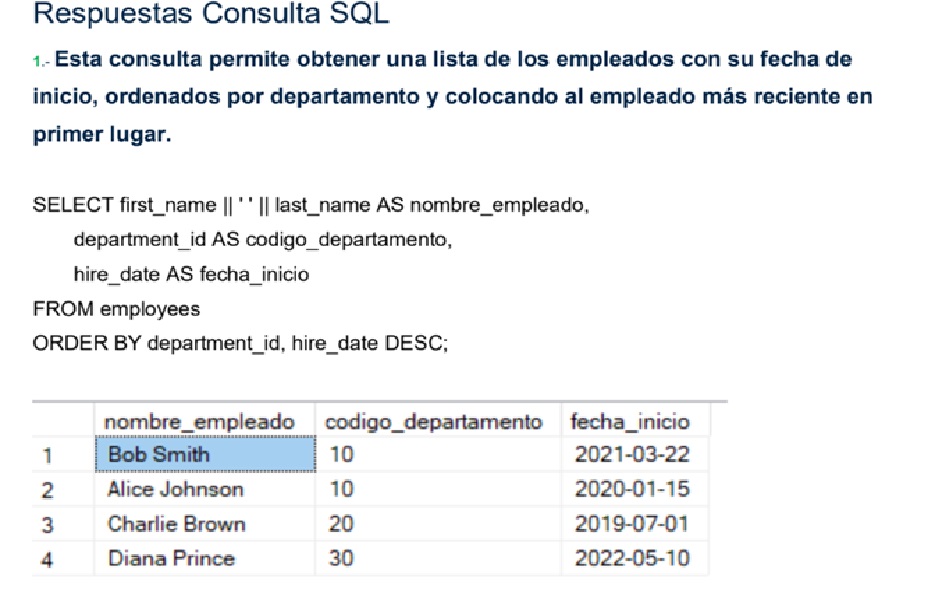 Respuestas Consulta SQL
1.- Esta consulta permite obtener una lista de los empleados con su fecha de
inicio, ordenados por departamento y colocando al empleado más reciente en
primer lugar.
SELECT first_name || ' ' || last_name AS nombre_empleado,
department_id AS codigo_departamento,
hire_date AS fecha_inicio
FROM employees
ORDER BY department_id, hire_date DESC;
nombre_empleado codigo_departamento fecha_inicio
1 Bob Smith 10 2021-03-22
2 Alice Johnson 10 2020-01-15
3 Charlie Brown 20 2019-07-01
4 Diana Prince 30 2022-05-10